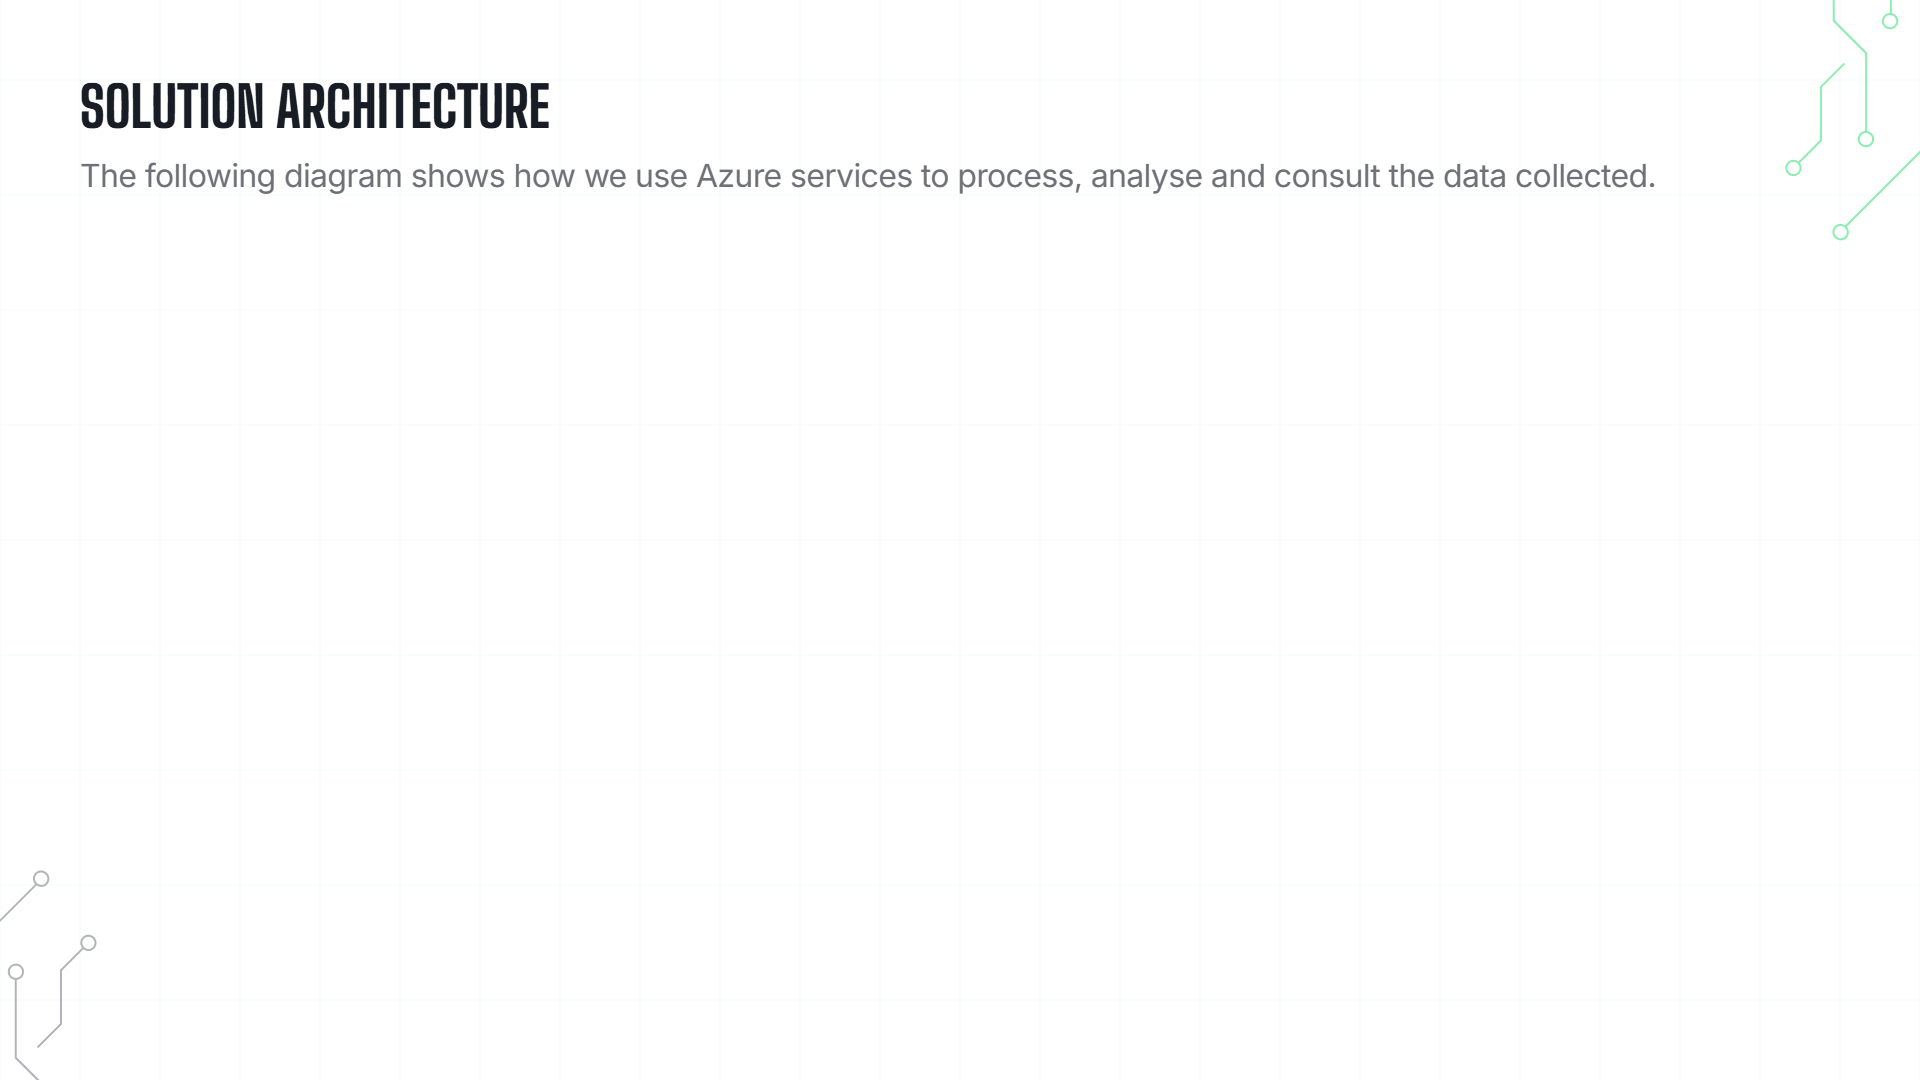 SOLUTION ARCHITECTURE
The following diagram shows how we use Azure services to process, analyse and consult the data collected.